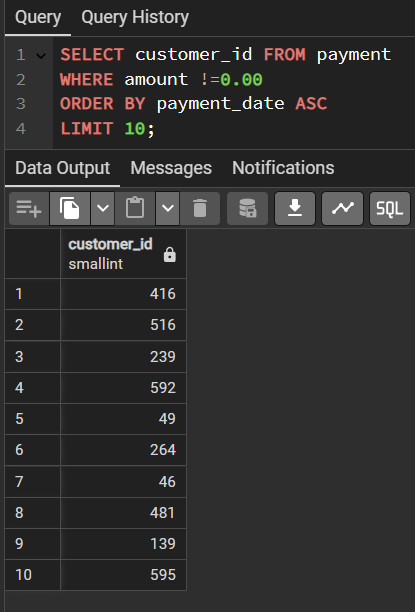 Query Query History
1 SELECT customer_id FROM payment
2 WHERE amount !=0.00
3 ORDER BY payment_date ASC
4 LIMIT 10;
Data Output Messages Notifications
SQL
customer_id
smallint
1 416
2 516
3 239
4 592
5 49
6 264
7 46
8 481
9 139
10 595